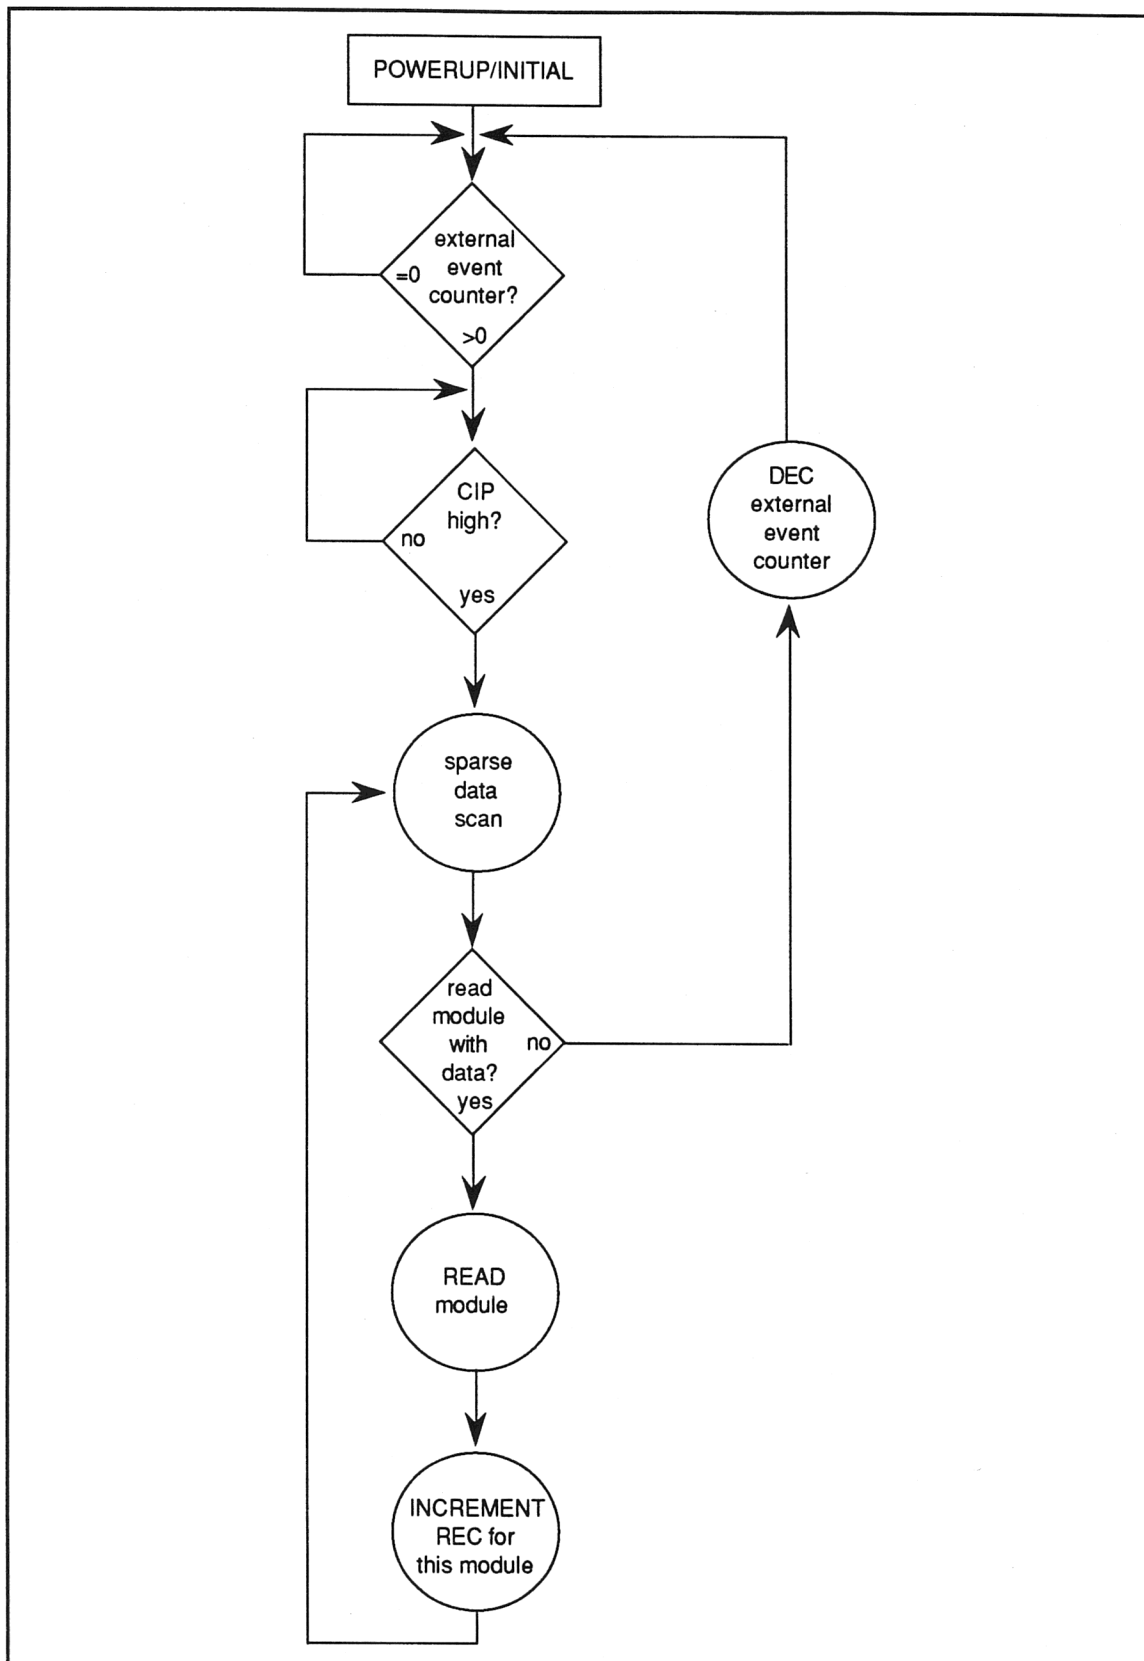 POWERUP/INITIAL
external
event
=0
counter?
>0
CIP
high?
no
yes
DEC
external
event
counter
sparse
data
scan
read
module
with
no
data?
yes
READ
module
INCREMENT
REC for
this module